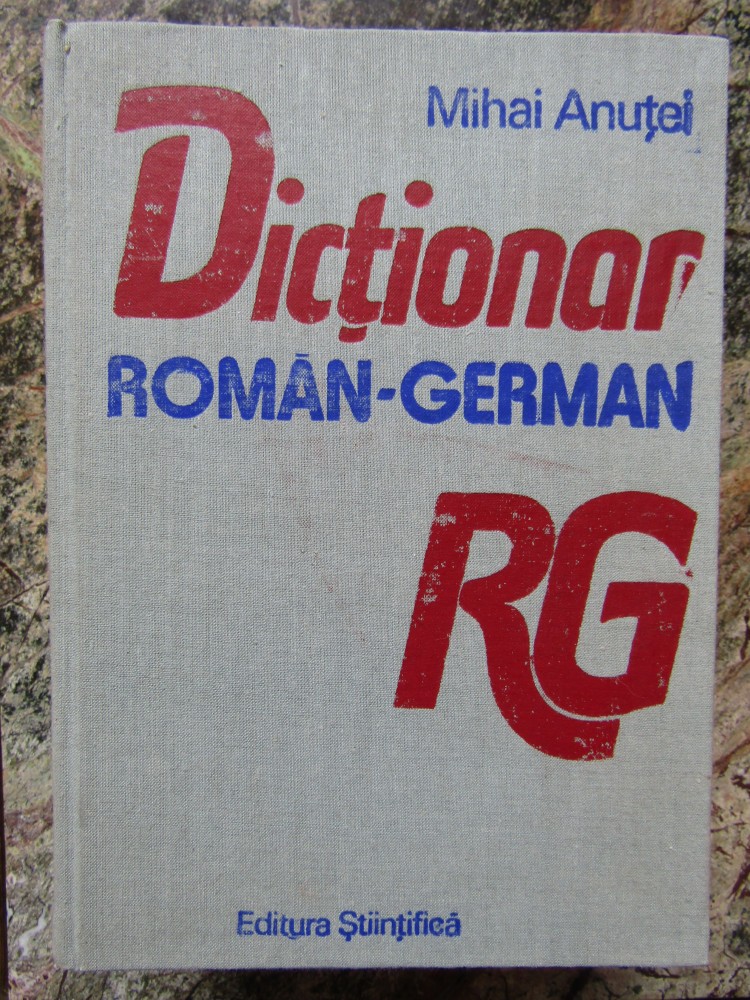 Mihai Anuței
Dicționar
ROMÂN-GERMAN
RG
Editura Științifică